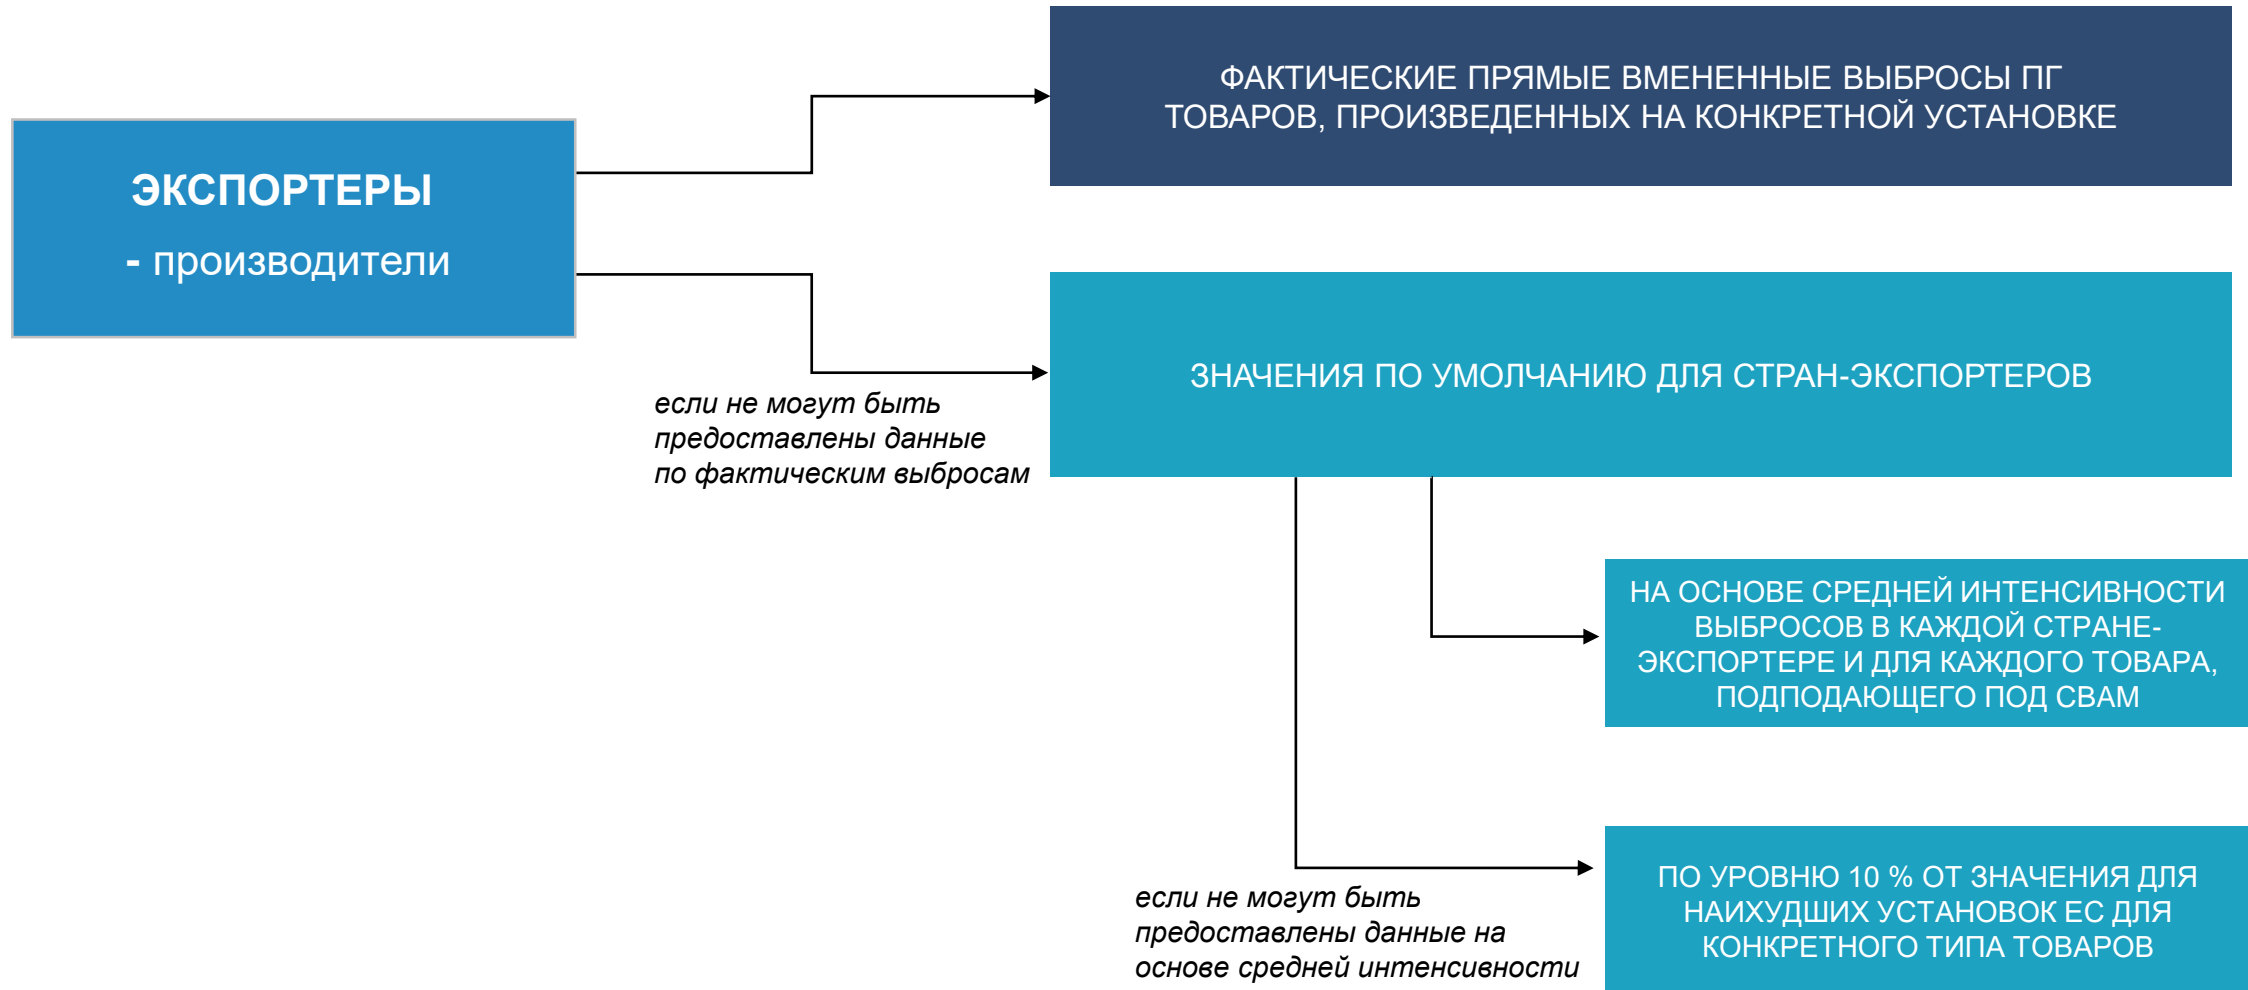 ФАКТИЧЕСКИЕ ПРЯМЫЕ ВМЕНЕННЫЕ ВЫБРОСЫ ПГ
ТОВАРОВ, ПРОИЗВЕДЕННЫХ НА КОНКРЕТНОЙ УСТАНОВКЕ
ЭКСПОРТЕРЫ
- производители
ЗНАЧЕНИЯ ПО УМОЛЧАНИЮ ДЛЯ СТРАН-ЭКСПОРТЕРОВ
если не могут быть
предоставлены данные
по фактическим выбросам
НА ОСНОВЕ СРЕДНЕЙ ИНТЕНСИВНОСТИ
ВЫБРОСОВ В КАЖДОЙ СТРАНЕ-
ЭКСПОРТЕРЕ И ДЛЯ КАЖДОГО ТОВАРА,
ПОДПОДАЮЩЕГО ПОД CBAM
ПО УРОВНЮ 10 % ОТ ЗНАЧЕНИЯ ДЛЯ
НАИХУДШИХ УСТАНОВОК ЕС ДЛЯ
КОНКРЕТНОГО ТИПА ТОВАРОВ
если не могут быть
предоставлены данные на
основе средней интенсивности